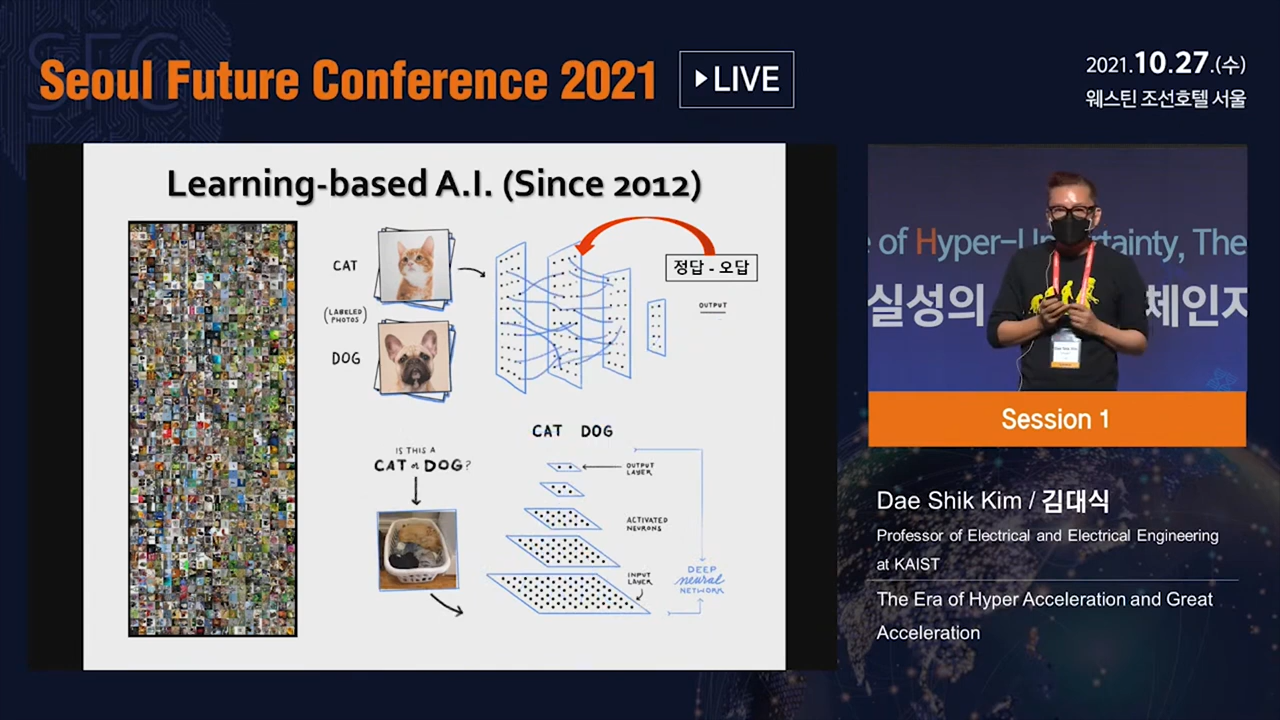 SFC
Seoul Future Conference 2021
LIVE
2021.10.27.(수)
웨스틴 조선호텔 서울
Learning-based A.I. (Since 2012)
CAT
(LABELED
PHOTOS)
DOG
정답 - 오답
OUTPUT
CAT DOG
IS THIS A
CAT or DOG?
OUTPUT
LAYER
ACTIVATED
NEURONS
INPUT
LAYER
DEEP
neural
NETWORK
e of Hyper-Un tainty, The
실성의 체인지
Session 1
Dae Shik Kim / 김대식
Professor of Electrical and Electrical Engineering
at KAIST
The Era of Hyper Acceleration and Great
Acceleration